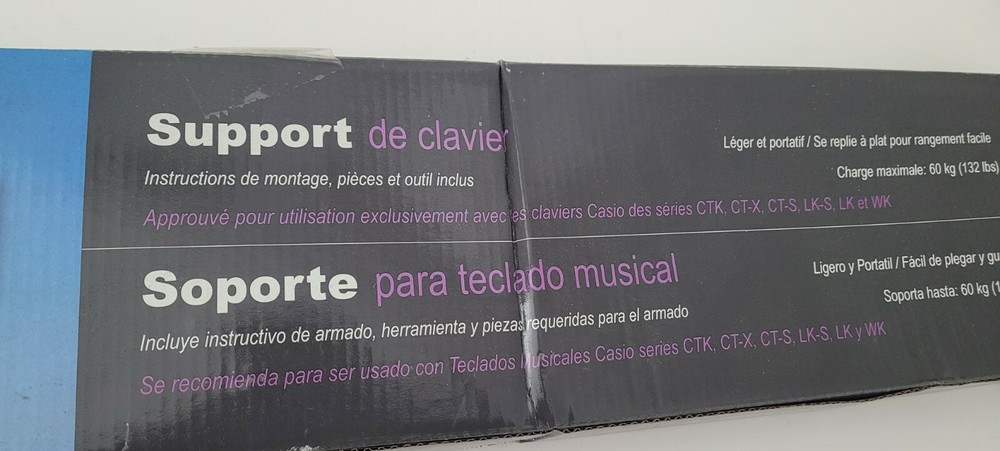 Support de clavier
Léger et portatif / Se replie à plat pour rangement facile
Instructions de montage, pièces et outil inclus
Charge maximale: 60 kg (132 lbs)
Approuvé pour utilisation exclusivement avec les claviers Casio des séries CTK, CT-X, CT-S, LK-S, LK et WK
Soporte para teclado musical
Ligero y Portatil / Fácil de plegar y gu
Incluye instructivo de armado, herramienta y piezas requeridas para el armado
Soporta hasta: 60 kg (1
Se recomienda para ser usado con Teclados Musicales Casio series CTK, CT-X, CT-S, LK-S, LK y WK